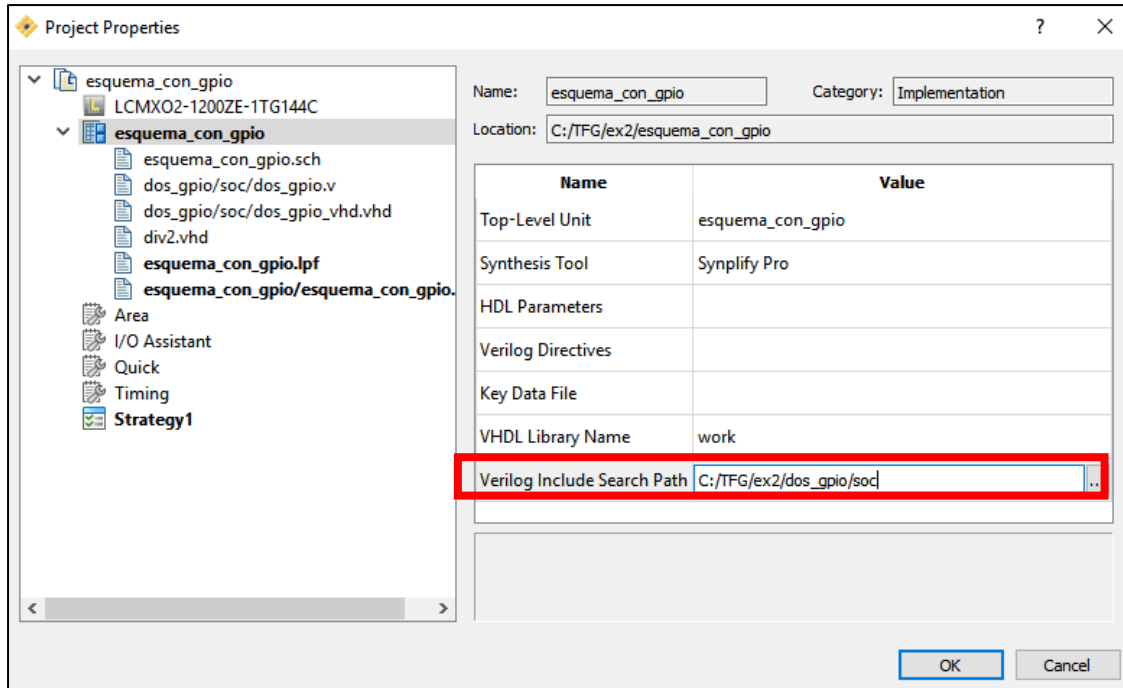 Project Properties
?
esquema_con_gpio
LCMXO2-1200ZE-1TG144C
esquema_con_gpio
esquema_con_gpio.sch
dos_gpio/soc/dos_gpio.v
dos_gpio/soc/dos_gpio_vhd.vhd
div2.vhd
esquema_con_gpio.lpf
esquema_con_gpio/esquema_con_gpio.
Area
I/O Assistant
Quick
Timing
Strategy1
Name: esquema_con_gpio Category: Implementation
Location: C:/TFG/ex2/esquema_con_gpio
Name Value
Top-Level Unit esquema_con_gpio
Synthesis Tool Synplify Pro
HDL Parameters
Verilog Directives
Key Data File
VHDL Library Name work
Verilog Include Search Path C:/TFG/ex2/dos_gpio/soc ..
OK Cancel